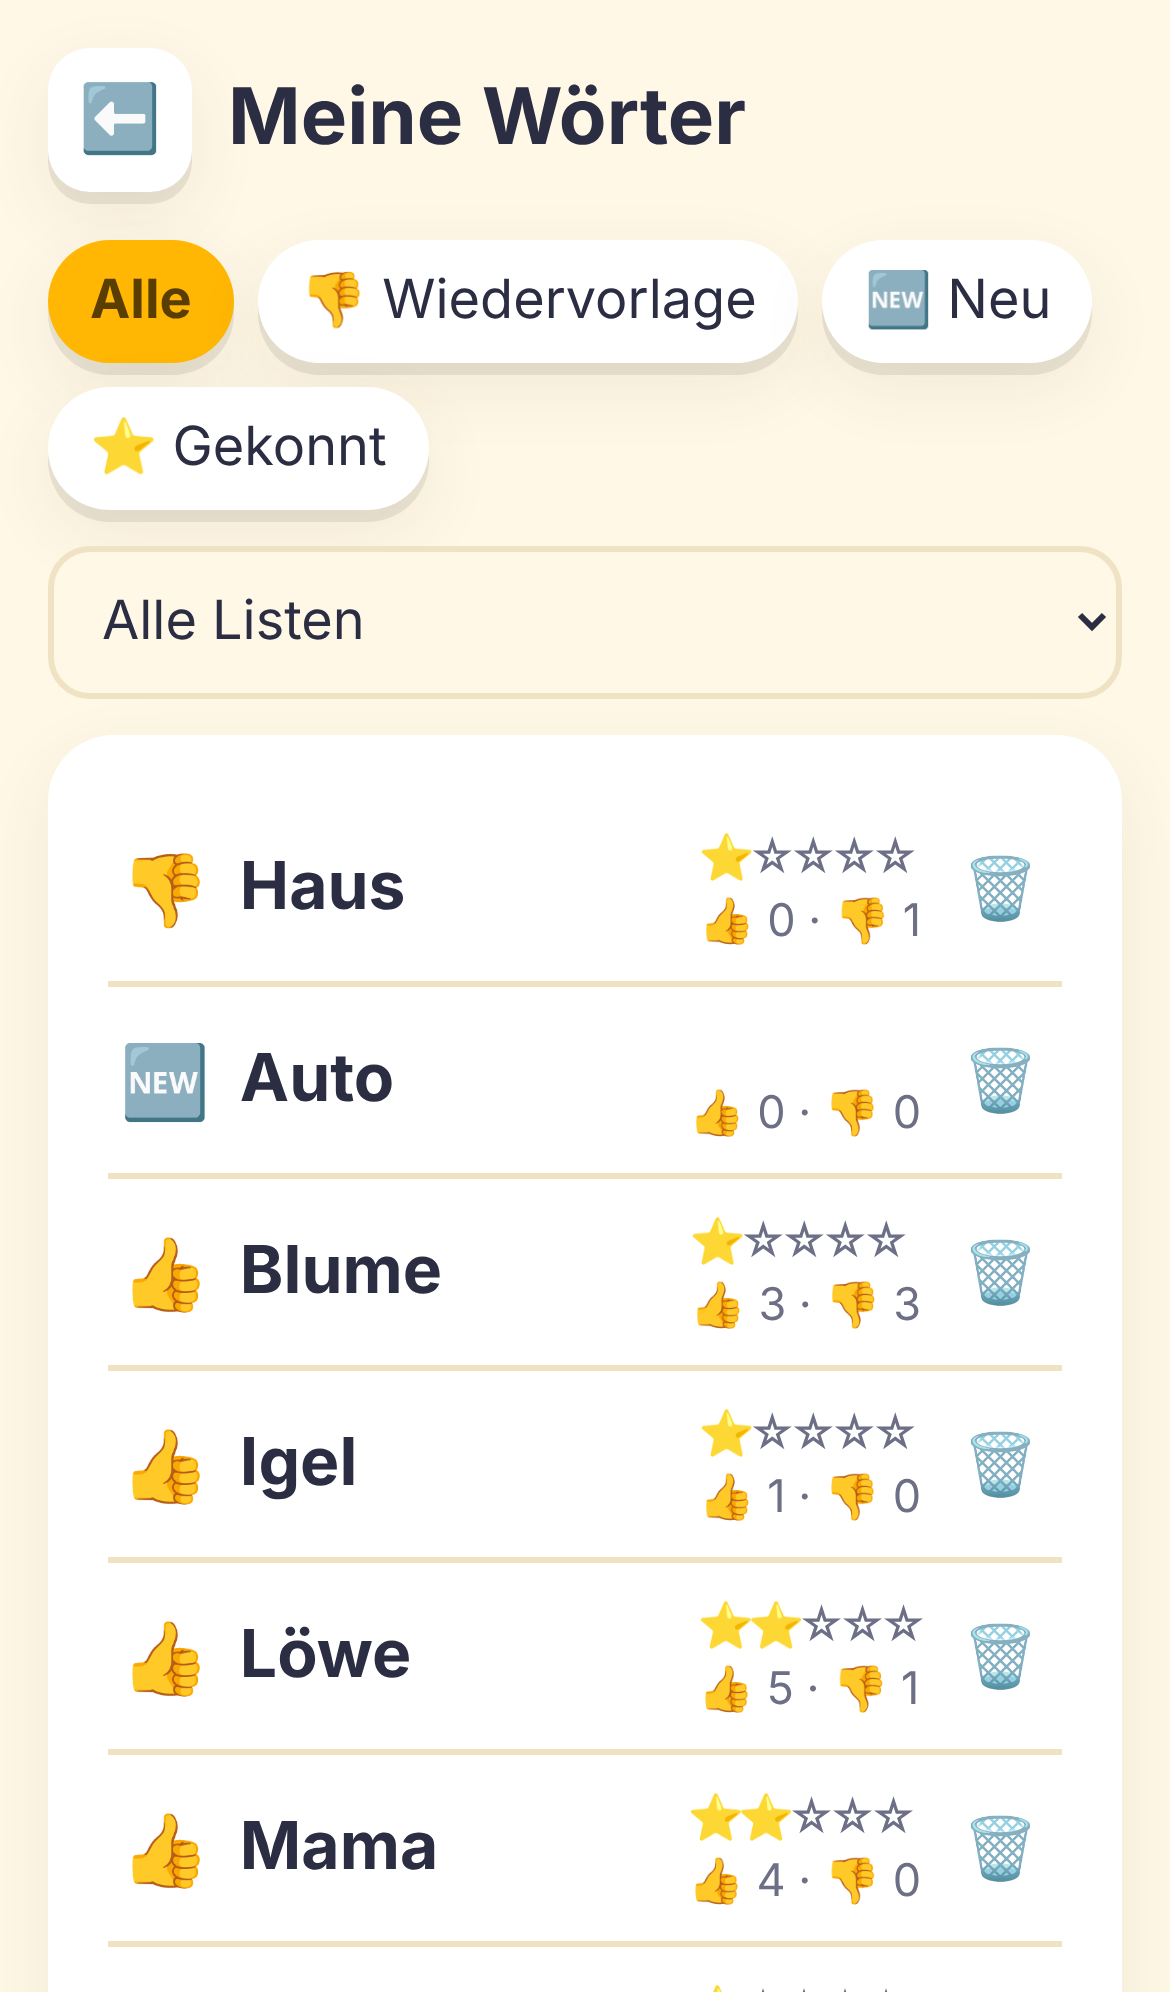 ⬅️ Meine Wörter
Alle 👎 Wiedervorlage 🆕 Neu
⭐ Gekonnt
Alle Listen
👎 Haus ⭐☆☆☆☆ 🗑️
👍 0 · 👎 1
🆕 Auto 🗑️
👍 0 · 👎 0
👍 Blume ⭐☆☆☆☆ 🗑️
👍 3 · 👎 3
👍 Igel ⭐☆☆☆☆ 🗑️
👍 1 · 👎 0
👍 Löwe ⭐⭐☆☆☆ 🗑️
👍 5 · 👎 1
👍 Mama ⭐⭐☆☆☆ 🗑️
👍 4 · 👎 0